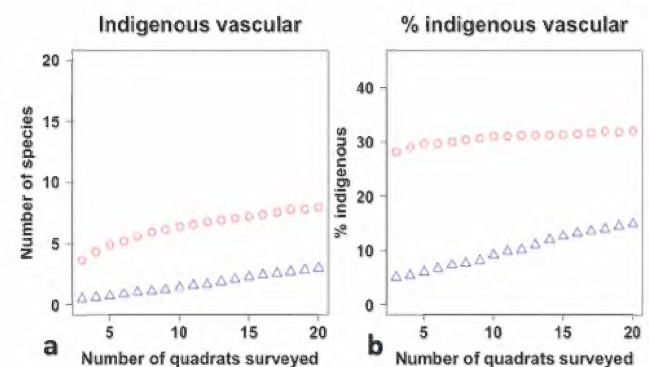 Indigenous vascular
Number of species
20
15
10
5
0
5
10
15
20
a
Number of quadrats surveyed
% indigenous vascular
% indigenous
40
30
20
10
0
5
10
15
20
b
Number of quadrats surveyed